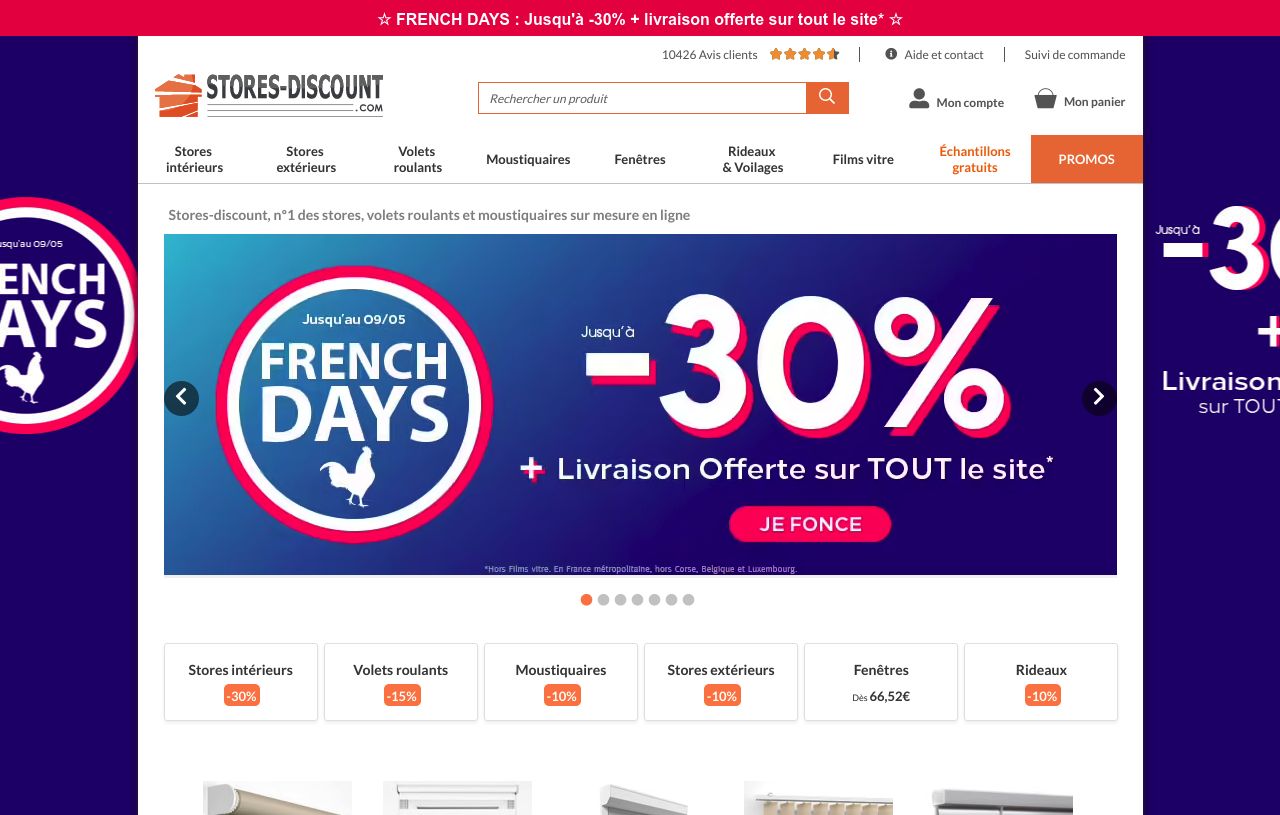 ☆ FRENCH DAYS : Jusqu'à -30% + livraison offerte sur tout le site* ☆
10426 Avis clients
Aide et contact
Suivi de commande
STORES-DISCOUNT
.COM
Rechercher un produit
Mon compte
Mon panier
Stores intérieurs
Stores extérieurs
Volets roulants
Moustiquaires
Fenêtres
Rideaux & Voilages
Films vitre
Échantillons gratuits
PROMOS
Stores-discount, n°1 des stores, volets roulants et moustiquaires sur mesure en ligne
Jusqu'au 09/05
FRENCH
DAYS
Jusqu'à
-30%
+ Livraison Offerte sur TOUT le site*
JE FONCE
*Hors Films vitre. En France métropolitaine, hors Corse, Belgique et Luxembourg.
squ'au 09/05
ENCH
AYS
Jusqu'à
-30
+
Livraison
sur TOUT
Stores intérieurs
-30%
Volets roulants
-15%
Moustiquaires
-10%
Stores extérieurs
-10%
Fenêtres
Dès 66,52€
Rideaux
-10%